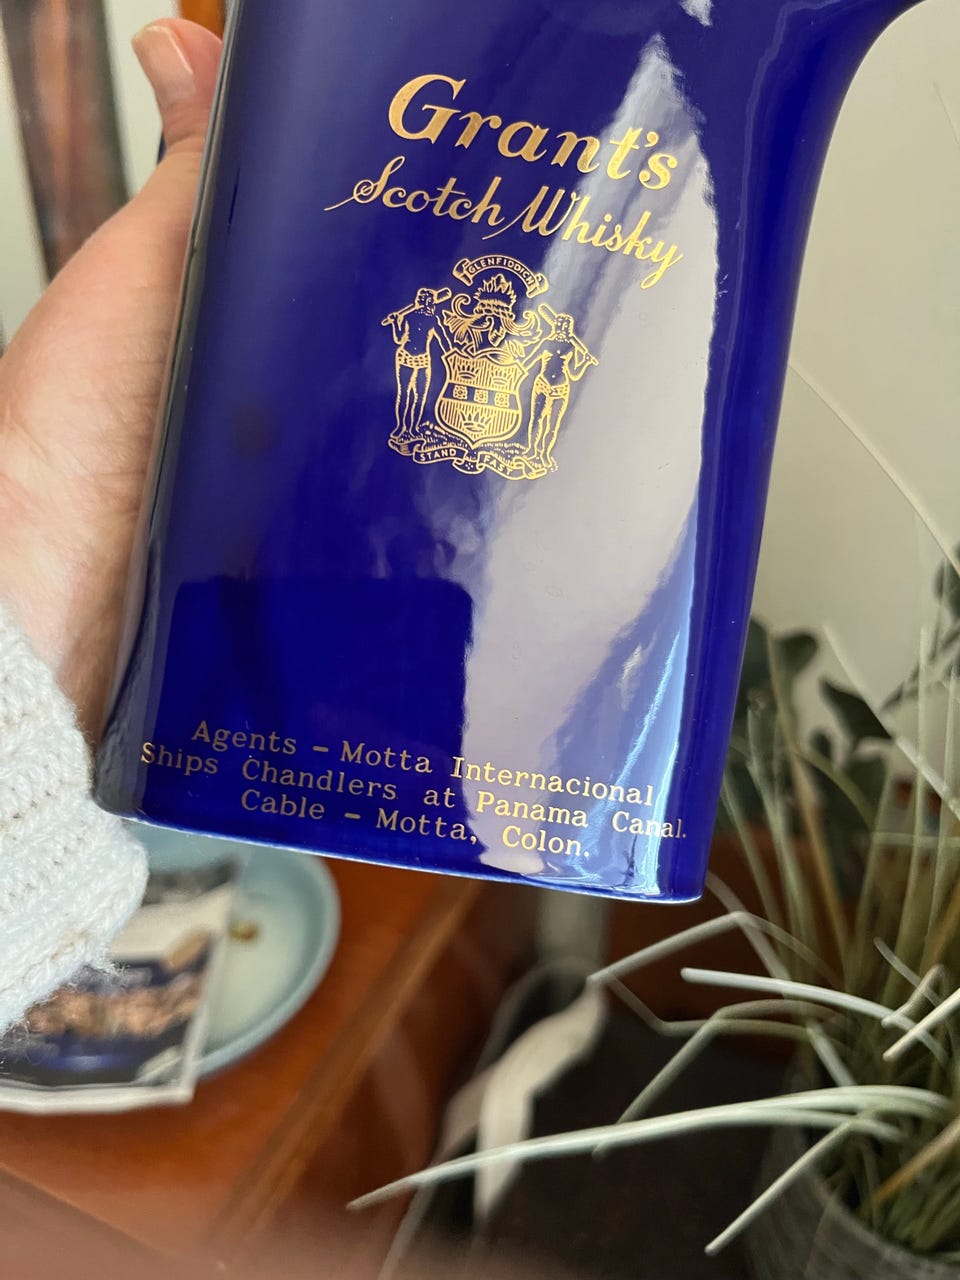 Grant's
Scotch Whisky
GLENFIDDICH
STAND FAST
Agents - Motta Internacional
Ships Chandlers at Panama Canal.
Cable - Motta, Colon.